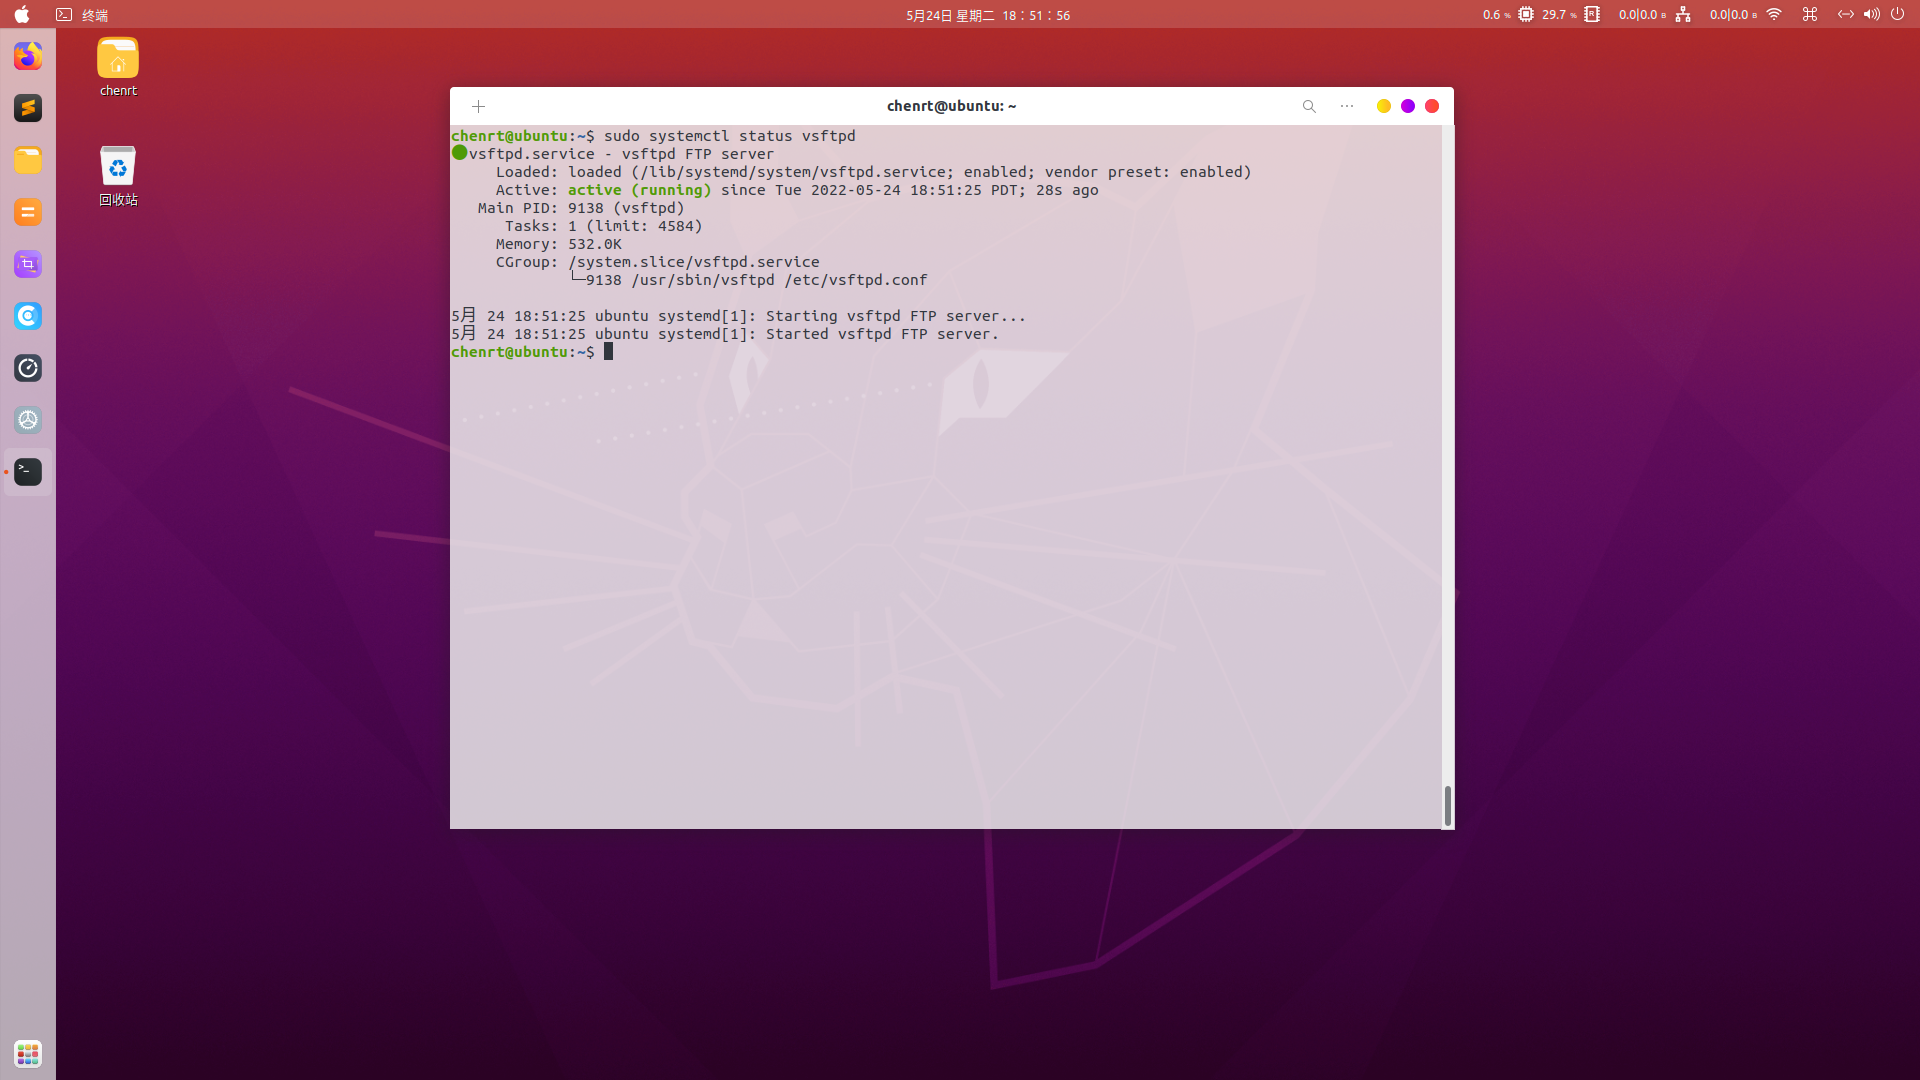 终端
5月24日 星期二 18：51：56
0.6 %
29.7 %
0.0|0.0 B
0.0|0.0 B
chenrt
回收站
chenrt@ubuntu: ~
chenrt@ubuntu:~$ sudo systemctl status vsftpd
●vsftpd.service - vsftpd FTP server
Loaded: loaded (/lib/systemd/system/vsftpd.service; enabled; vendor preset: enabled)
Active: active (running) since Tue 2022-05-24 18:51:25 PDT; 28s ago
Main PID: 9138 (vsftpd)
Tasks: 1 (limit: 4584)
Memory: 532.0K
CGroup: /system.slice/vsftpd.service
└─9138 /usr/sbin/vsftpd /etc/vsftpd.conf
5月 24 18:51:25 ubuntu systemd[1]: Starting vsftpd FTP server...
5月 24 18:51:25 ubuntu systemd[1]: Started vsftpd FTP server.
chenrt@ubuntu:~$